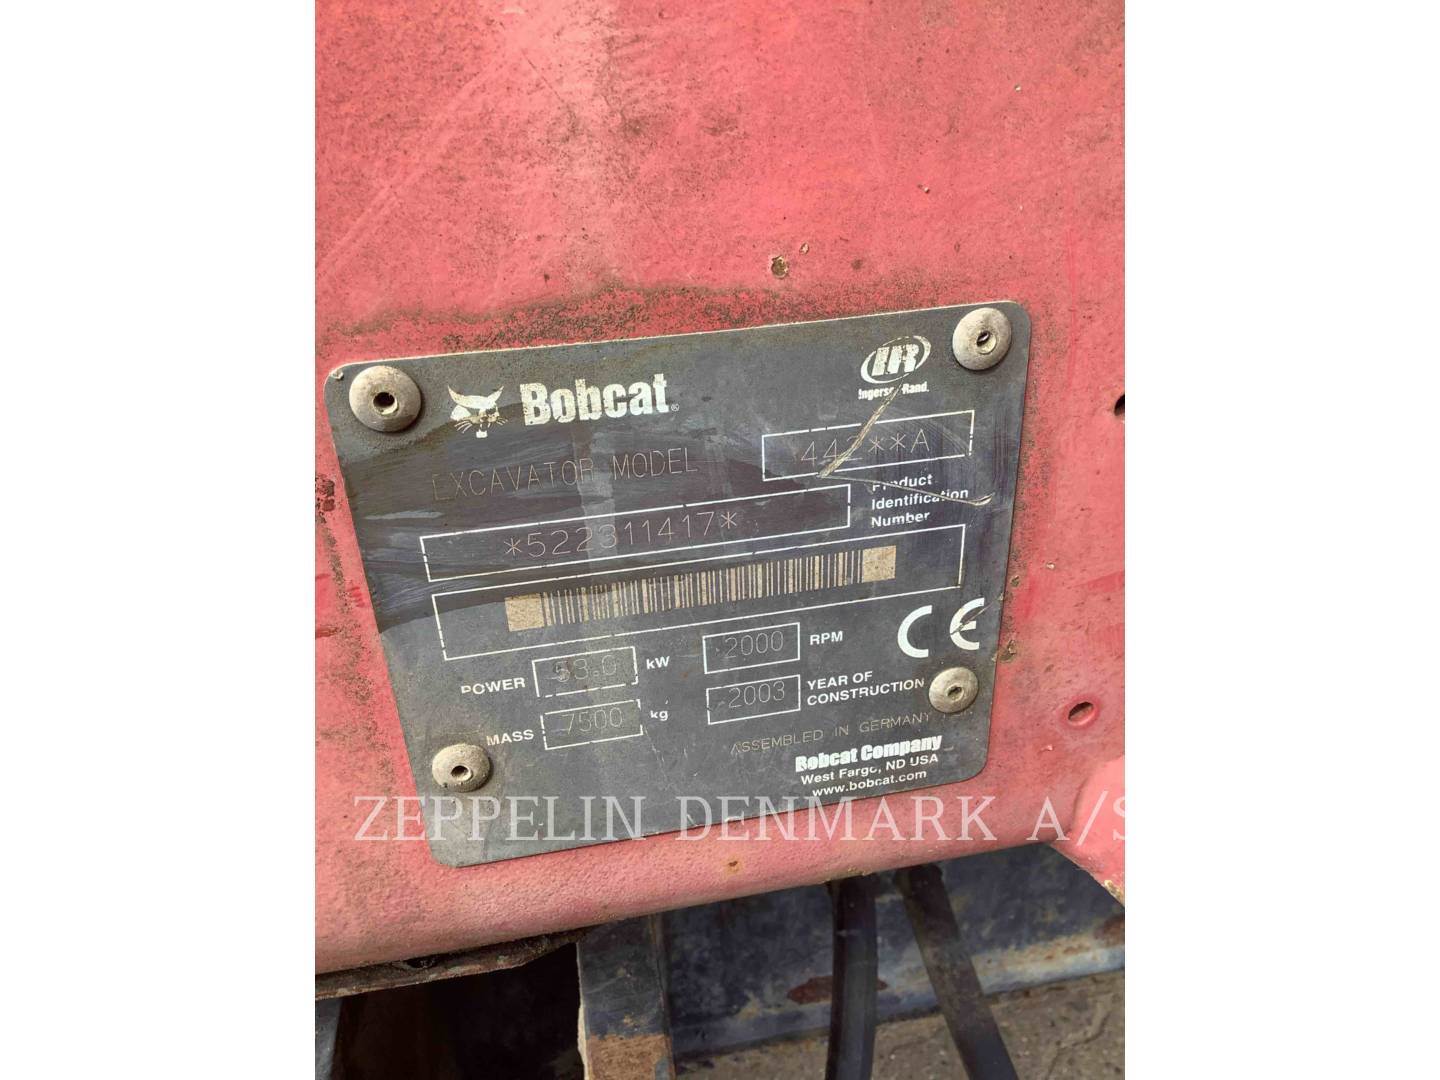 Bobcat®
IR
Ingersoll Rand.
EXCAVATOR MODEL
442**A
*522311417*
Product
Identification
Number
POWER 53.0 kW
2000 RPM
CE
MASS 7500 kg
2003 YEAR OF
CONSTRUCTION
ASSEMBLED IN GERMANY
Bobcat Company
West Fargo, ND USA
www.bobcat.com
ZEPPELIN DENMARK A/S